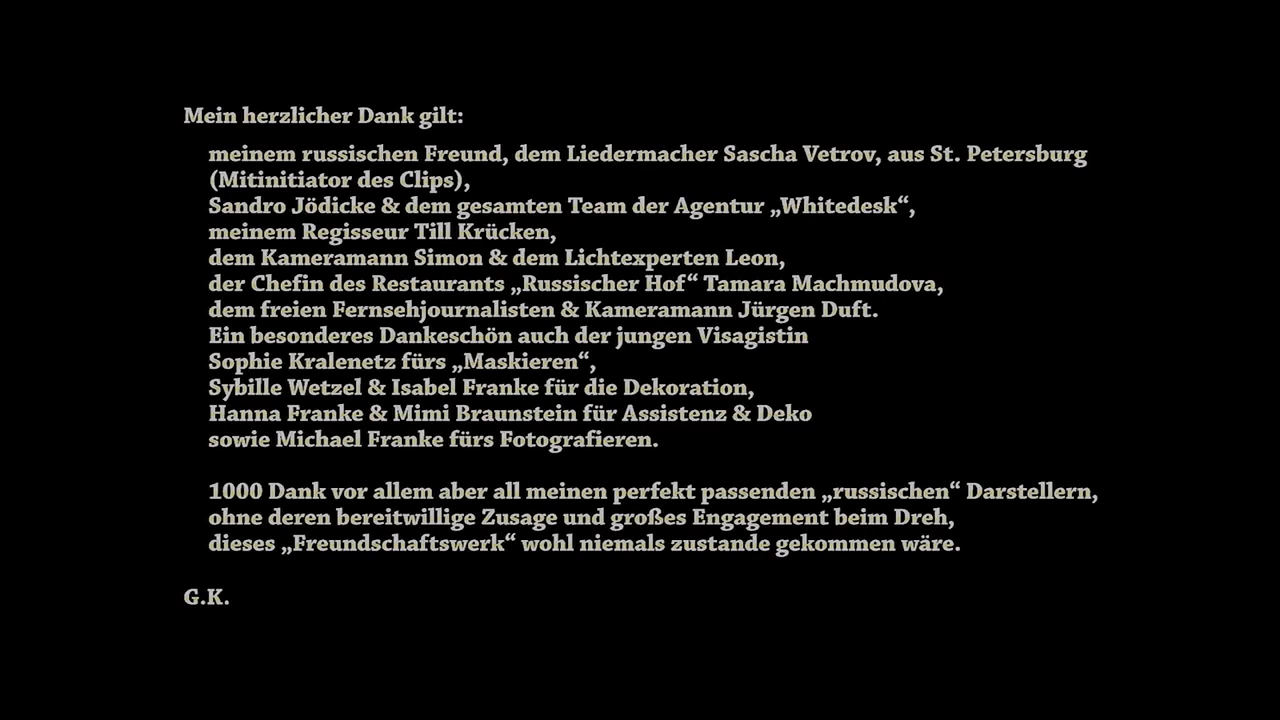 Mein herzlicher Dank gilt:
meinem russischen Freund, dem Liedermacher Sascha Vetrov, aus St. Petersburg
(Mitinitiator des Clips),
Sandro Jödicke & dem gesamten Team der Agentur „Whitedesk“,
meinem Regisseur Till Krücken,
dem Kameramann Simon & dem Lichtexperten Leon,
der Chefin des Restaurants „Russischer Hof“ Tamara Machmudova,
dem freien Fernsehjournalisten & Kameramann Jürgen Duft.
Ein besonderes Dankeschön auch der jungen Visagistin
Sophie Kralenetz fürs „Maskieren“,
Sybille Wetzel & Isabel Franke für die Dekoration,
Hanna Franke & Mimi Braunstein für Assistenz & Deko
sowie Michael Franke fürs Fotografieren.
1000 Dank vor allem aber all meinen perfekt passenden „russischen“ Darstellern,
ohne deren bereitwillige Zusage und großes Engagement beim Dreh,
dieses „Freundschaftswerk“ wohl niemals zustande gekommen wäre.
G.K.